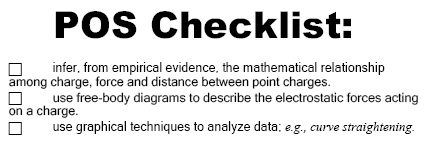 POS Checklist:
infer, from empirical evidence, the mathematical relationship
among charge, force and distance between point charges.
use free-body diagrams to describe the electrostatic forces acting
on a charge.
use graphical techniques to analyze data; e.g., curve straightening.